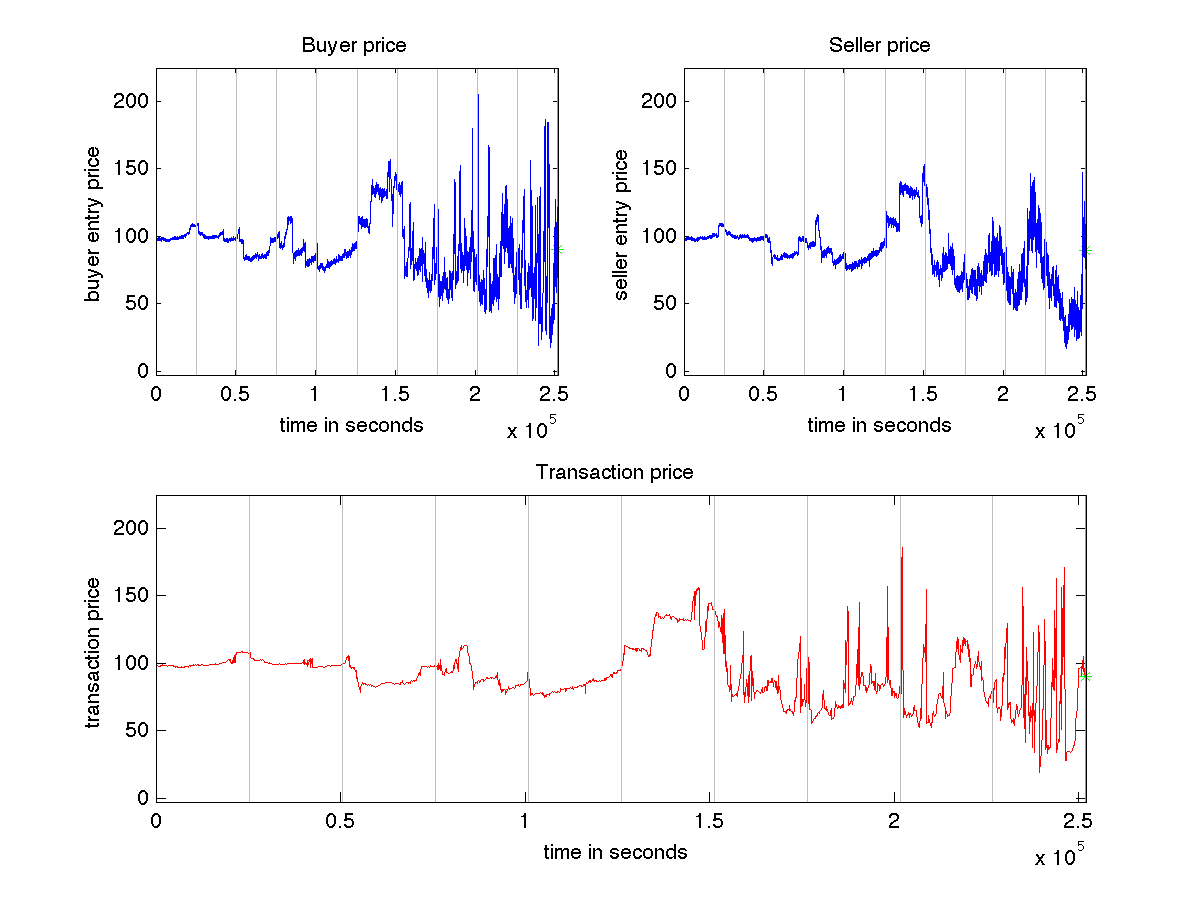 Buyer price
Seller price
200
150
100
50
0
buyer entry price
0 0.5 1 1.5 2 2.5
time in seconds
x 10^5
200
150
100
50
0
seller entry price
0 0.5 1 1.5 2 2.5
time in seconds
x 10^5
Transaction price
200
150
100
50
0
transaction price
0 0.5 1 1.5 2 2.5
time in seconds
x 10^5